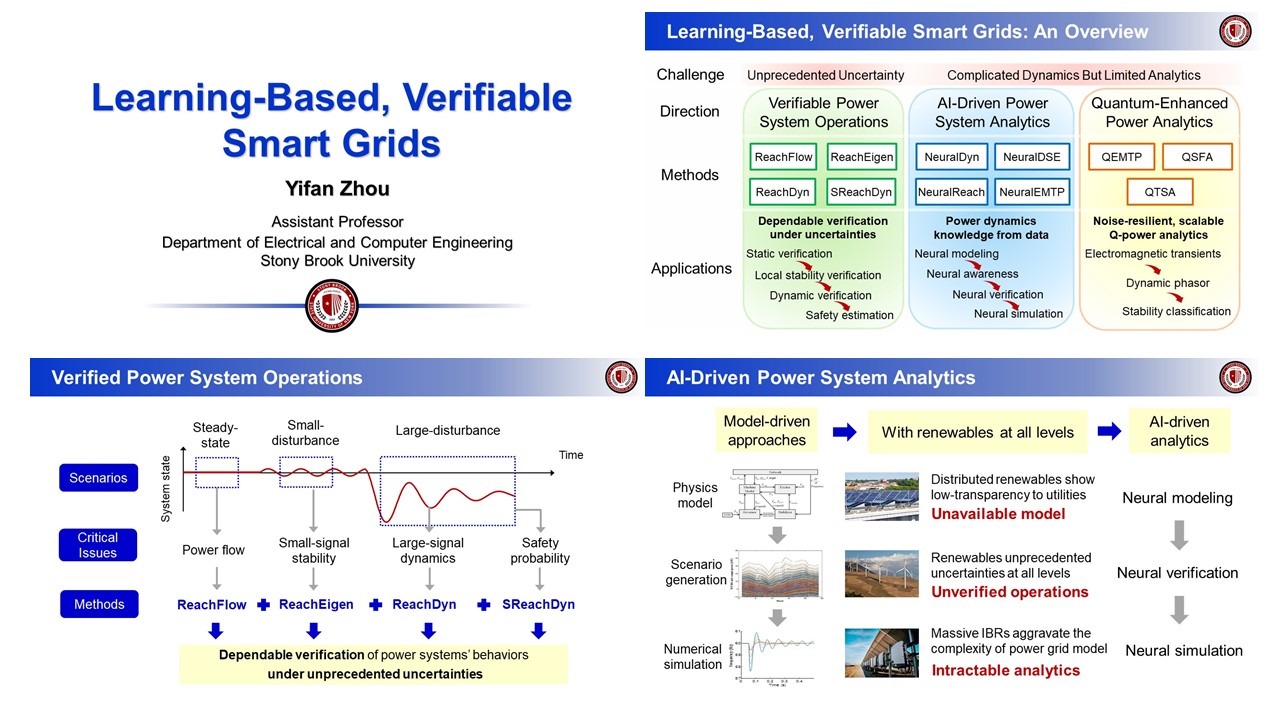 Learning-Based, Verifiable
Smart Grids
Yifan Zhou
Assistant Professor
Department of Electrical and Computer Engineering
Stony Brook University
Learning-Based, Verifiable Smart Grids: An Overview
Challenge
Unprecedented Uncertainty
Complicated Dynamics But Limited Analytics
Direction
Verifiable Power
System Operations
AI-Driven Power
System Analytics
Quantum-Enhanced
Power Analytics
Methods
ReachFlow
ReachEigen
ReachDyn
SReachDyn
NeuralDyn
NeuralDSE
NeuralReach
NeuralEMTP
QEMTP
QSFA
QTSA
Applications
Dependable verification
under uncertainties
Static verification
Local stability verification
Dynamic verification
Safety estimation
Power dynamics
knowledge from data
Neural modeling
Neural awareness
Neural verification
Neural simulation
Noise-resilient, scalable
Q-power analytics
Electromagnetic transients
Dynamic phasor
Stability classification
Verified Power System Operations
Scenarios
System state
Steady-
state
Small-
disturbance
Large-disturbance
Time
Critical
Issues
Power flow
Small-signal
stability
Large-signal
dynamics
Safety
probability
Methods
ReachFlow
ReachEigen
ReachDyn
SReachDyn
Dependable verification of power systems' behaviors
under unprecedented uncertainties
AI-Driven Power System Analytics
Model-driven
approaches
With renewables at all levels
AI-driven
analytics
Physics
model
Distributed renewables show
low-transparency to utilities
Unavailable model
Neural modeling
Scenario
generation
Renewables unprecedented
uncertainties at all levels
Unverified operations
Neural verification
Numerical
simulation
Massive IBRs aggravate the
complexity of power grid model
Intractable analytics
Neural simulation